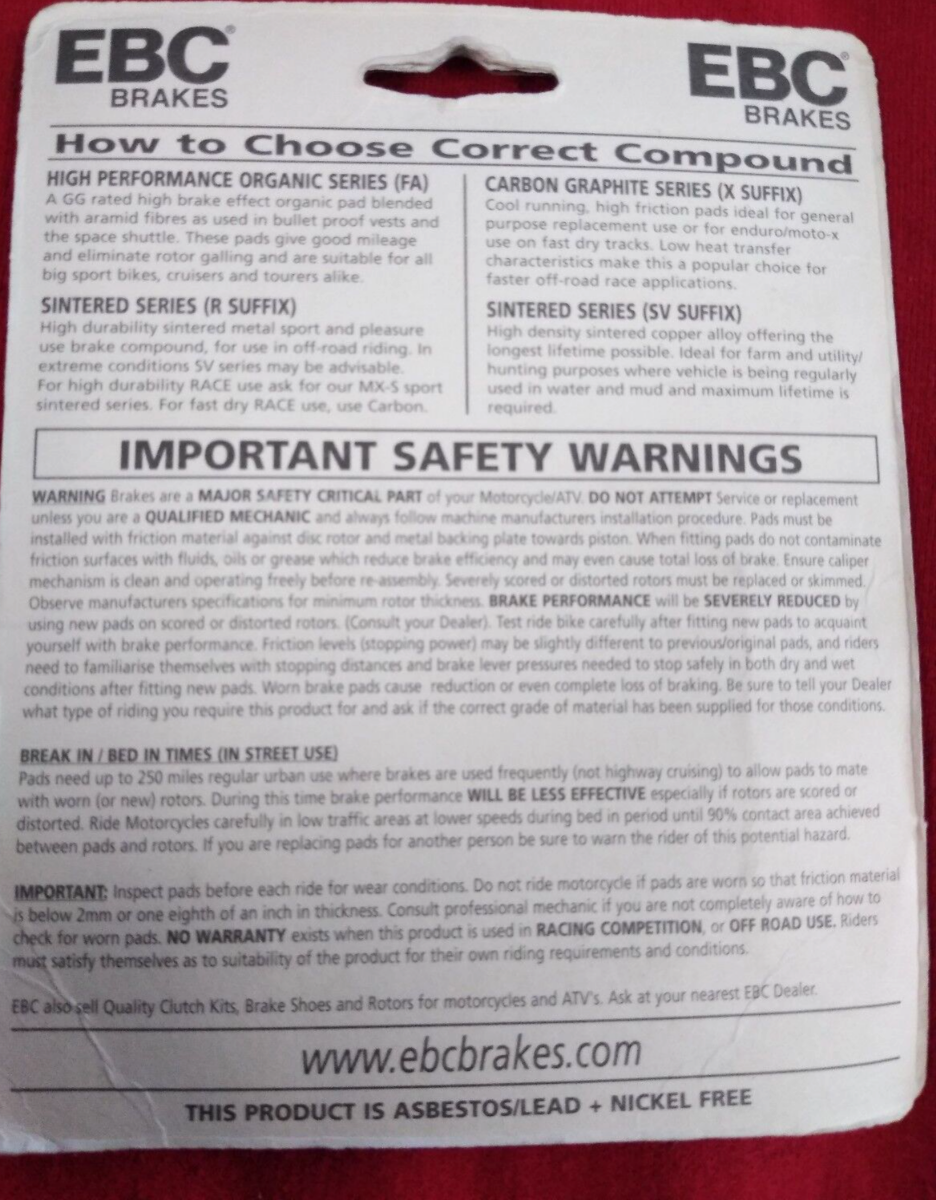 EBC®
BRAKES
EBC®
BRAKES
How to Choose Correct Compound
HIGH PERFORMANCE ORGANIC SERIES (FA)
A GG rated high brake effect organic pad blended
with aramid fibres as used in bullet proof vests and
the space shuttle. These pads give good mileage
and eliminate rotor galling and are suitable for all
big sport bikes, cruisers and tourers alike.
SINTERED SERIES (R SUFFIX)
High durability sintered metal sport and pleasure
use brake compound, for use in off-road riding. In
extreme conditions SV series may be advisable.
For high durability RACE use ask for our MX-S sport
sintered series. For fast dry RACE use, use Carbon.
CARBON GRAPHITE SERIES (X SUFFIX)
Cool running, high friction pads ideal for general
purpose replacement use or for enduro/moto-x
use on fast dry tracks. Low heat transfer
characteristics make this a popular choice for
faster off-road race applications.
SINTERED SERIES (SV SUFFIX)
High density sintered copper alloy offering the
longest lifetime possible. Ideal for farm and utility/
hunting purposes where vehicle is being regularly
used in water and mud and maximum lifetime is
required.
IMPORTANT SAFETY WARNINGS
WARNING Brakes are a MAJOR SAFETY CRITICAL PART of your Motorcycle/ATV. DO NOT ATTEMPT Service or replacement
unless you are a QUALIFIED MECHANIC and always follow machine manufacturers installation procedure. Pads must be
installed with friction material against disc rotor and metal backing plate towards piston. When fitting pads do not contaminate
friction surfaces with fluids, oils or grease which reduce brake efficiency and may even cause total loss of brake. Ensure caliper
mechanism is clean and operating freely before re-assembly. Severely scored or distorted rotors must be replaced or skimmed.
Observe manufacturers specifications for minimum rotor thickness. BRAKE PERFORMANCE will be SEVERELY REDUCED by
using new pads on scored or distorted rotors. (Consult your Dealer). Test ride bike carefully after fitting new pads to acquaint
yourself with brake performance. Friction levels (stopping power) may be slightly different to previous/original pads, and riders
need to familiarise themselves with stopping distances and brake lever pressures needed to stop safely in both dry and wet
conditions after fitting new pads. Worn brake pads cause reduction or even complete loss of braking. Be sure to tell your Dealer
what type of riding you require this product for and ask if the correct grade of material has been supplied for those conditions.
BREAK IN / BED IN TIMES (IN STREET USE)
Pads need up to 250 miles regular urban use where brakes are used frequently (not highway cruising) to allow pads to mate
with worn (or new) rotors. During this time brake performance WILL BE LESS EFFECTIVE especially if rotors are scored or
distorted. Ride Motorcycles carefully in low traffic areas at lower speeds during bed in period until 90% contact area achieved
between pads and rotors. If you are replacing pads for another person be sure to warn the rider of this potential hazard.
IMPORTANT: Inspect pads before each ride for wear conditions. Do not ride motorcycle if pads are worn so that friction material
is below 2mm or one eighth of an inch in thickness. Consult professional mechanic if you are not completely aware of how to
check for worn pads. NO WARRANTY exists when this product is used in RACING COMPETITION, or OFF ROAD USE. Riders
must satisfy themselves as to suitability of the product for their own riding requirements and conditions.
EBC also sell Quality Clutch Kits, Brake Shoes and Rotors for motorcycles and ATV's. Ask at your nearest EBC Dealer.
www.ebcbrakes.com
THIS PRODUCT IS ASBESTOS/LEAD + NICKEL FREE